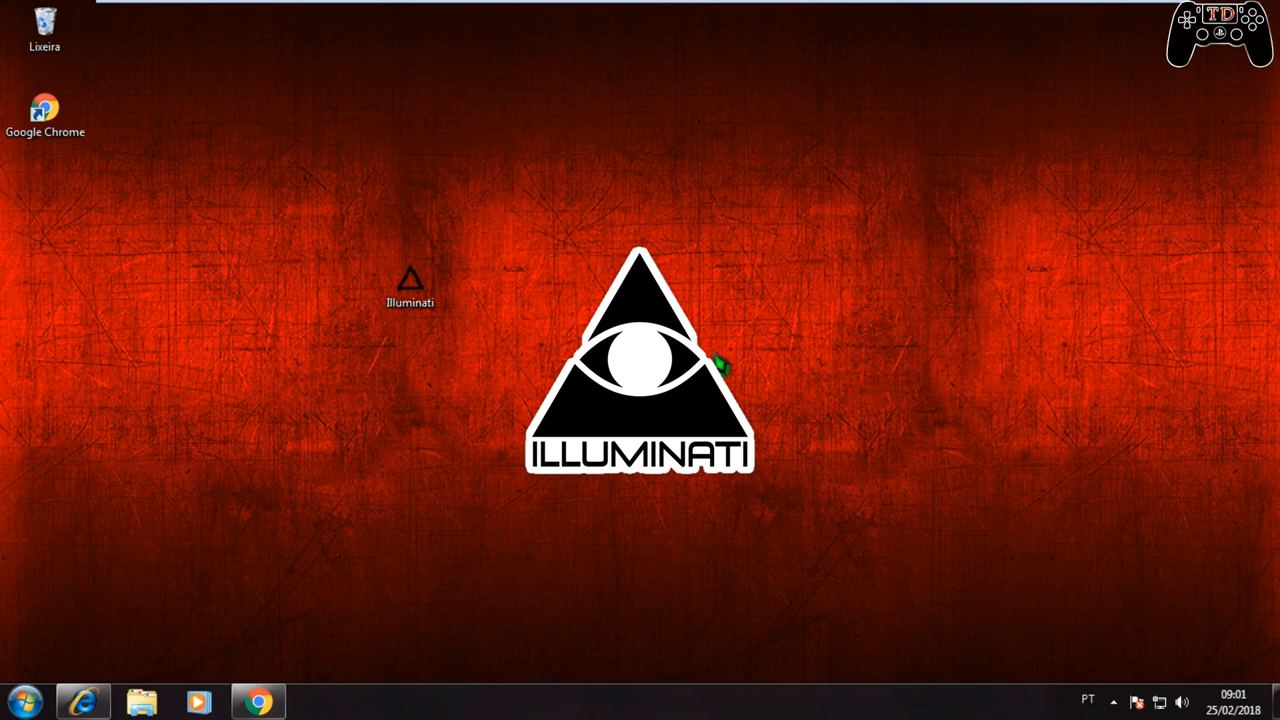 Lixeira
TD
Google Chrome
Illuminati
ILLUMINATI
PT
09:01
25/02/2018